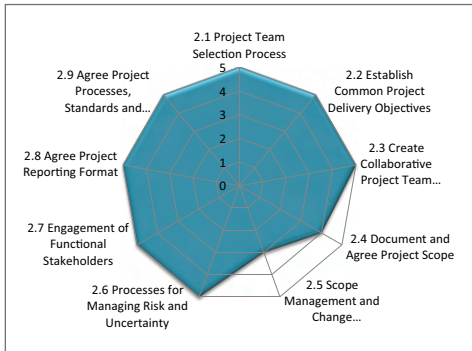 2.1 Project Team
Selection Process
2.2 Establish
Common Project
Delivery Objectives
2.3 Create
Collaborative
Project Team...
2.4 Document and
Agree Project Scope
2.5 Scope
Management and
Change...
2.6 Processes for
Managing Risk and
Uncertainty
2.7 Engagement of
Functional
Stakeholders
2.8 Agree Project
Reporting Format
2.9 Agree Project
Processes,
Standards and...
5
4
3
2
1
0